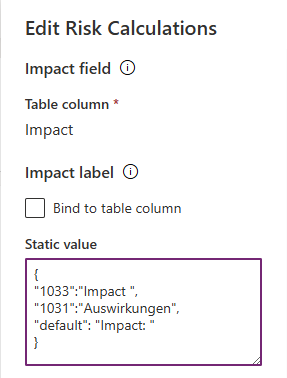 Edit Risk Calculations
Impact field
Table column *
Impact
Impact label
Bind to table column
Static value
{
"1033":"Impact ",
"1031":"Auswirkungen",
"default": "Impact: "
}